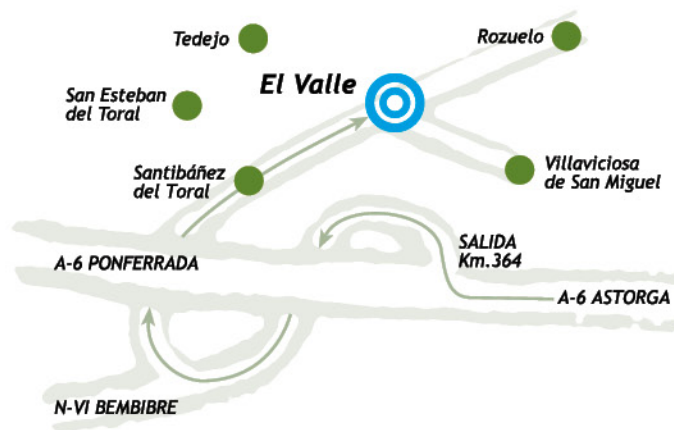 Tedejo
Rozuelo
El Valle
San Esteban
del Toral
Santibáñez
del Toral
Villaviciosa
de San Miguel
SALIDA
Km.364
A-6 PONFERRADA
A-6 ASTORGA
N-VI BEMBIBRE